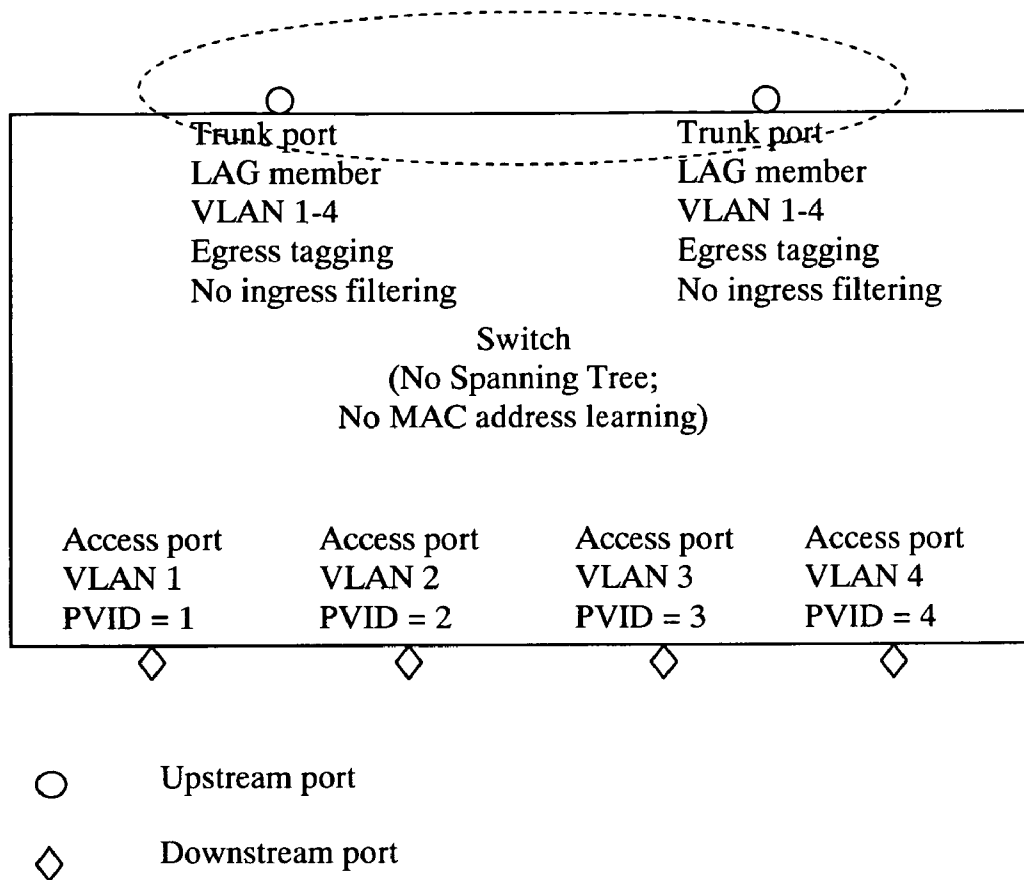 Trunk port
LAG member
VLAN 1-4
Egress tagging
No ingress filtering
Trunk port
LAG member
VLAN 1-4
Egress tagging
No ingress filtering
Switch
(No Spanning Tree;
No MAC address learning)
Access port
VLAN 1
PVID = 1
Access port
VLAN 2
PVID = 2
Access port
VLAN 3
PVID = 3
Access port
VLAN 4
PVID = 4
Upstream port
Downstream port